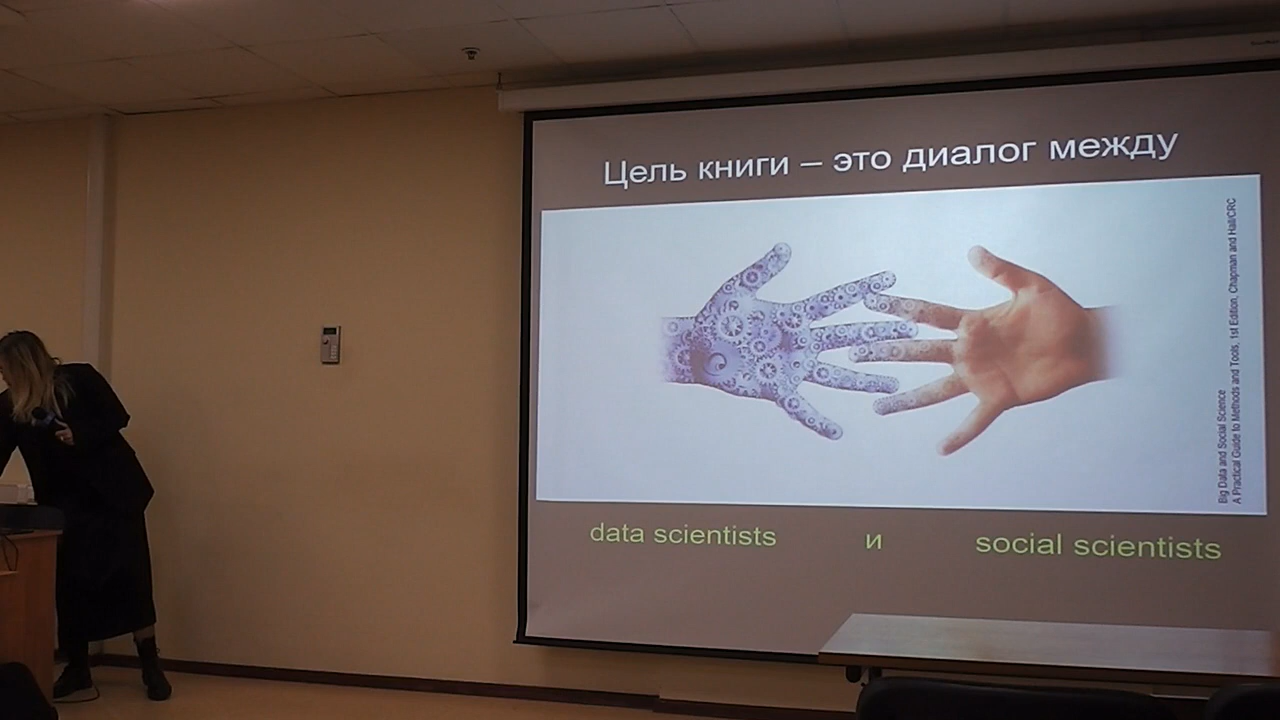 Цель книги – это диалог между
Big Data and Social Science
A Practical Guide to Methods and Tools, 1st Edition, Chapman and Hall/CRC
data scientists и social scientists